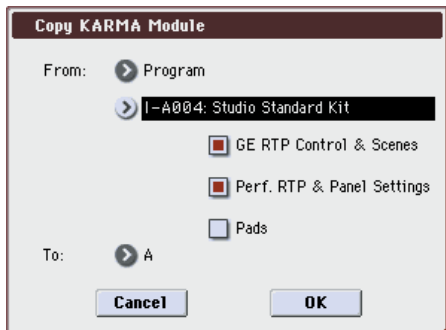 Copy KARMA Module
From: Program
I-A004: Studio Standard Kit
GE RTP Control & Scenes
Perf. RTP & Panel Settings
Pads
To: A
Cancel OK